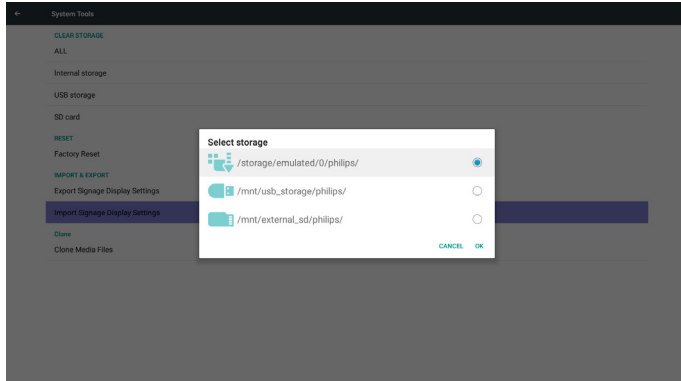 System Tools
CLEAR STORAGE
ALL
Internal storage
USB storage
SD card
RESET
Factory Reset
IMPORT & EXPORT
Export Signage Display Settings
Import Signage Display Settings
Clone
Clone Media Files
Select storage
/storage/emulated/0/philips/
/mnt/usb_storage/philips/
/mnt/external_sd/philips/
CANCEL OK